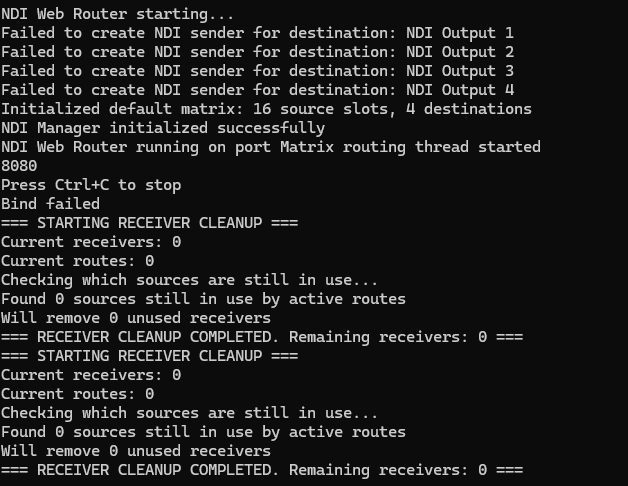 NDI Web Router starting...
Failed to create NDI sender for destination: NDI Output 1
Failed to create NDI sender for destination: NDI Output 2
Failed to create NDI sender for destination: NDI Output 3
Failed to create NDI sender for destination: NDI Output 4
Initialized default matrix: 16 source slots, 4 destinations
NDI Manager initialized successfully
NDI Web Router running on port Matrix routing thread started
8080
Press Ctrl+C to stop
Bind failed
=== STARTING RECEIVER CLEANUP ===
Current receivers: 0
Current routes: 0
Checking which sources are still in use...
Found 0 sources still in use by active routes
Will remove 0 unused receivers
=== RECEIVER CLEANUP COMPLETED. Remaining receivers: 0 ===
=== STARTING RECEIVER CLEANUP ===
Current receivers: 0
Current routes: 0
Checking which sources are still in use...
Found 0 sources still in use by active routes
Will remove 0 unused receivers
=== RECEIVER CLEANUP COMPLETED. Remaining receivers: 0 ===